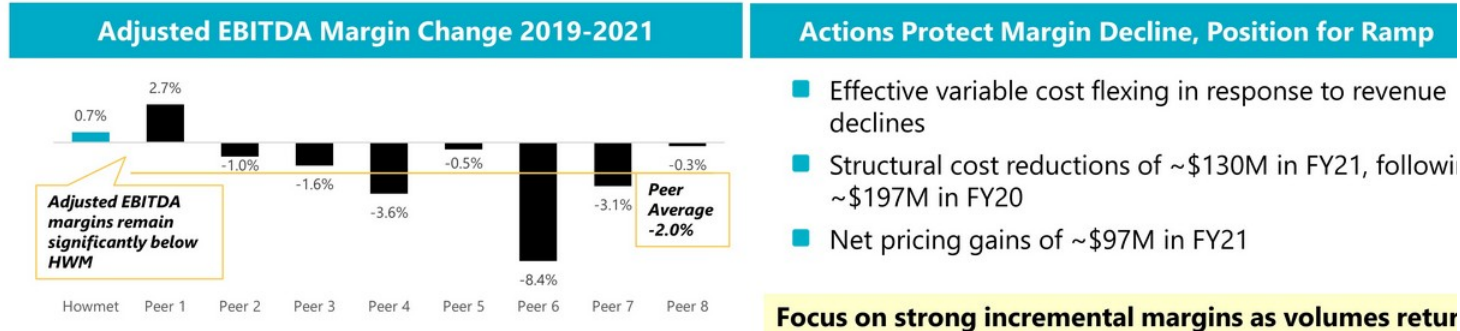 Adjusted EBITDA Margin Change 2019-2021
2.7%
0.7%
-1.0%
-1.6%
-3.6%
-0.5%
-8.4%
-3.1%
-0.3%
Adjusted EBITDA
margins remain
significantly below
HWM
Peer
Average
-2.0%
Howmet Peer 1 Peer 2 Peer 3 Peer 4 Peer 5 Peer 6 Peer 7 Peer 8
Actions Protect Margin Decline, Position for Ramp
Effective variable cost flexing in response to revenue
declines
Structural cost reductions of ~$130M in FY21,
~$197M in FY20
Net pricing gains of ~$97M in FY21
Focus on strong incremental margins as volumes